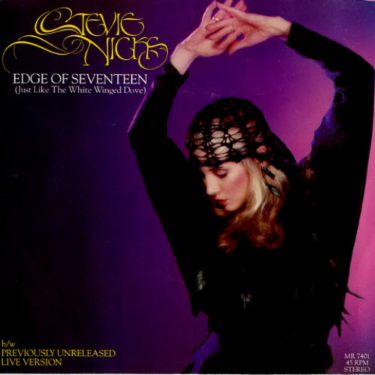 STEVIE
NICKS
EDGE OF SEVENTEEN
(Just Like The White Winged Dove)
b/w
PREVIOUSLY UNRELEASED
LIVE VERSION
MR 7401
45 RPM
STEREO